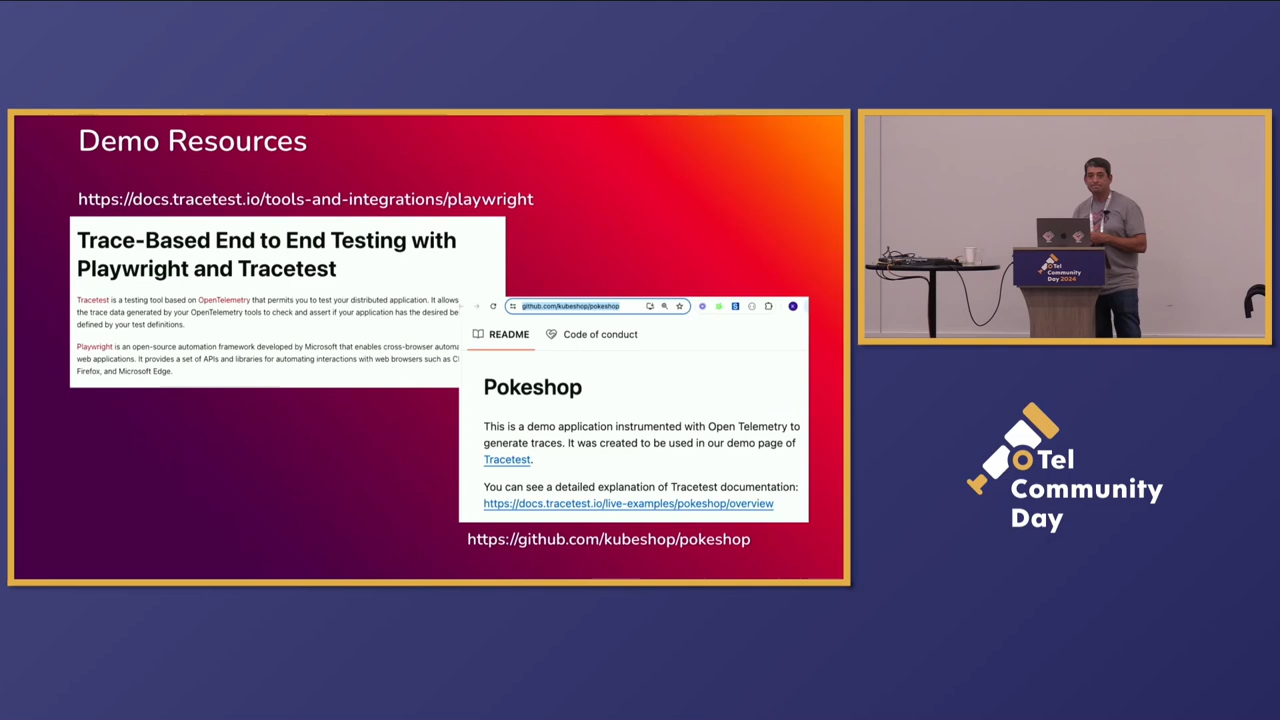 Demo Resources
https://docs.tracetest.io/tools-and-integrations/playwright
Trace-Based End to End Testing with
Playwright and Tracetest
Tracetest is a testing tool based on OpenTelemetry that permits you to test your distributed application. It allows
the trace data generated by your OpenTelemetry tools to check and assert if your application has the desired be
defined by your test definitions.
Playwright is an open-source automation framework developed by Microsoft that enables cross-browser automa
web applications. It provides a set of APIs and libraries for automating interactions with web browsers such as C
Firefox, and Microsoft Edge.
github.com/kubeshop/pokeshop
README
Code of conduct
Pokeshop
This is a demo application instrumented with Open Telemetry to
generate traces. It was created to be used in our demo page of
Tracetest.
You can see a detailed explanation of Tracetest documentation:
https://docs.tracetest.io/live-examples/pokeshop/overview
https://github.com/kubeshop/pokeshop
OTel
Community
Day 2024
OTel
Community
Day